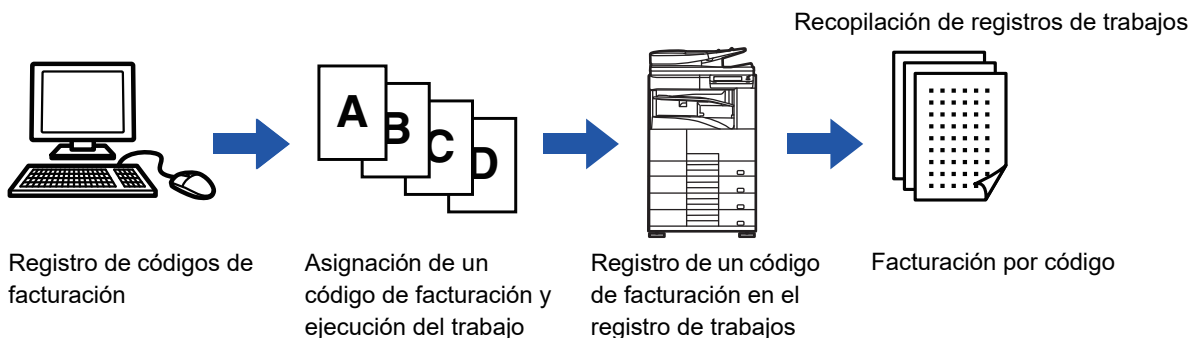 Recopilación de registros de trabajos
A
B
C
D
Registro de códigos de
facturación
Asignación de un
código de facturación y
ejecución del trabajo
Registro de un código
de facturación en el
registro de trabajos
Facturación por código